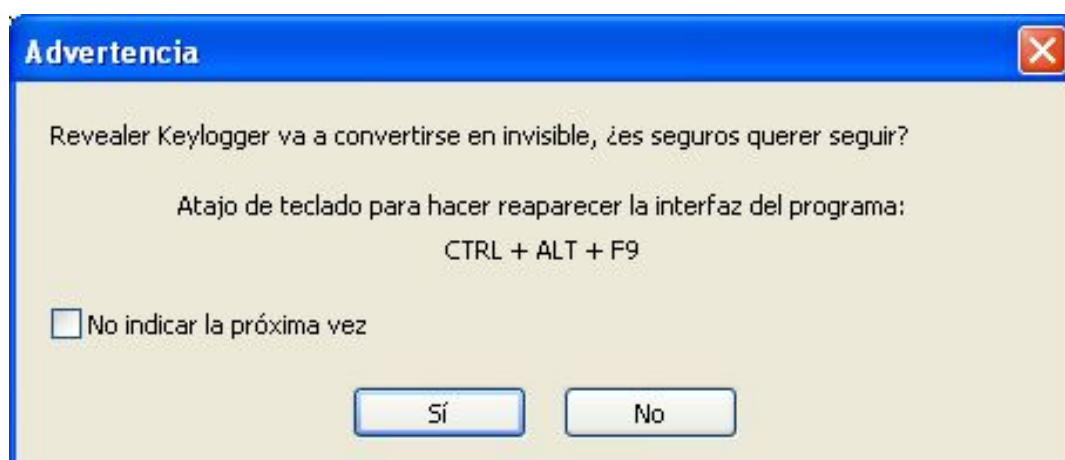 Advertencia
Revealer Keylogger va a convertirse en invisible, ¿es seguros querer seguir?
Atajo de teclado para hacer reaparecer la interfaz del programa:
CTRL + ALT + F9
No indicar la próxima vez
Sí No